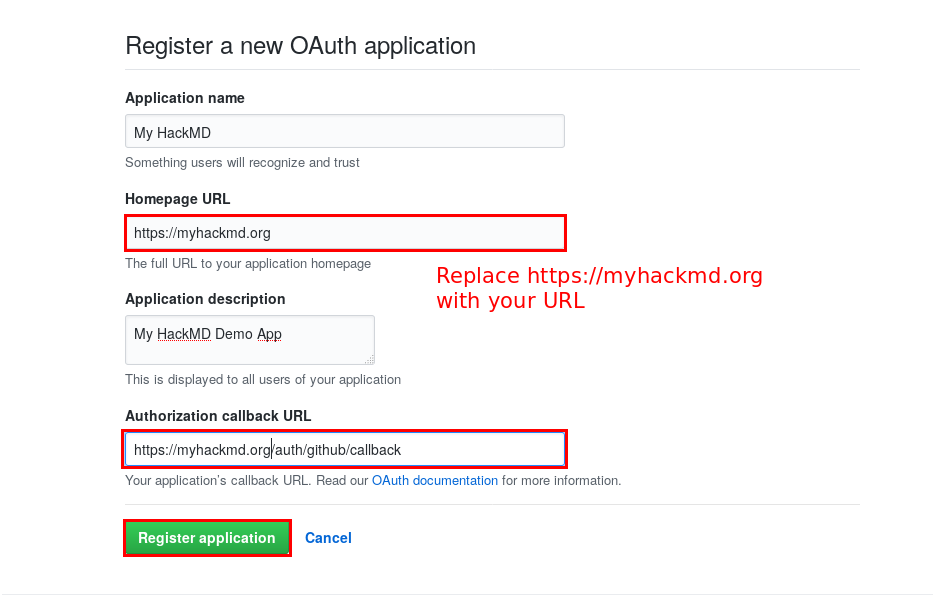 Register a new OAuth application
Application name
My HackMD
Something users will recognize and trust
Homepage URL
https://myhackmd.org
The full URL to your application homepage
Replace https://myhackmd.org
with your URL
Application description
My HackMD Demo App
This is displayed to all users of your application
Authorization callback URL
https://myhackmd.org/auth/github/callback
Your application's callback URL. Read our OAuth documentation for more information.
Register application Cancel